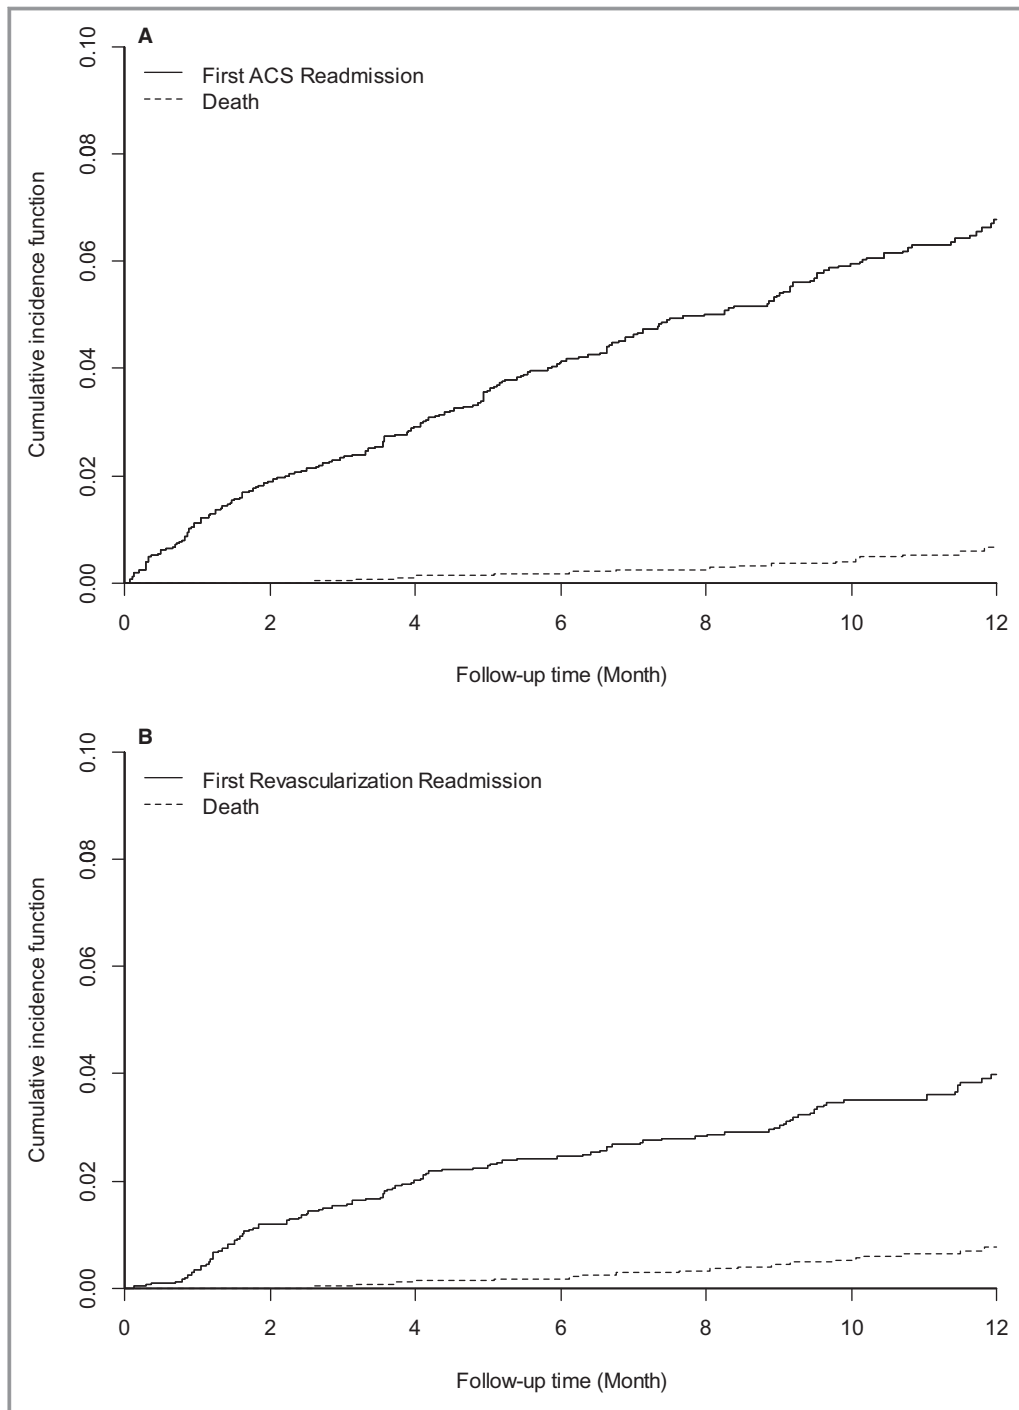 A
First ACS Readmission
Death
Cumulative incidence function
0.00 0.02 0.04 0.06 0.08 0.10
0 2 4 6 8 10 12
Follow-up time (Month)
B
First Revascularization Readmission
Death
Cumulative incidence function
0.00 0.02 0.04 0.06 0.08 0.10
0 2 4 6 8 10 12
Follow-up time (Month)